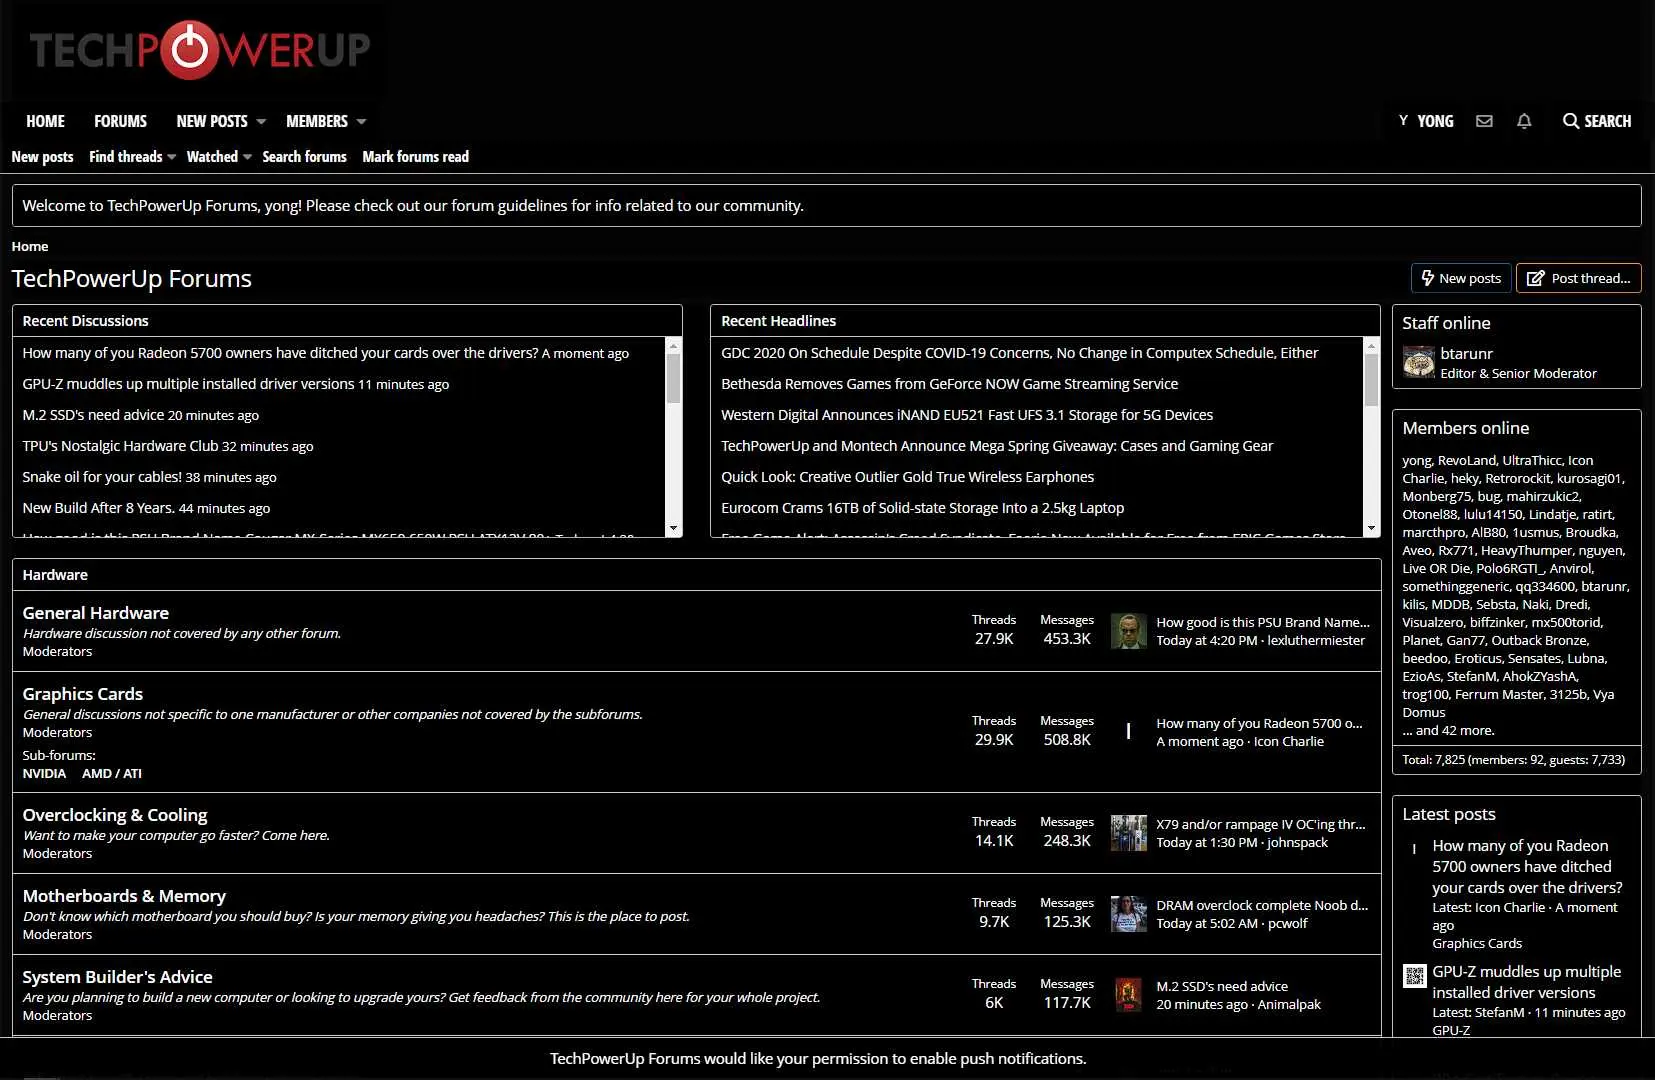 TECHPOWERUP
HOME FORUMS NEW POSTS MEMBERS
Y YONG SEARCH
New posts Find threads Watched Search forums Mark forums read
Welcome to TechPowerUp Forums, yong! Please check out our forum guidelines for info related to our community.
Home
TechPowerUp Forums
New posts Post thread...
Recent Discussions
How many of you Radeon 5700 owners have ditched your cards over the drivers? A moment ago
GPU-Z muddles up multiple installed driver versions 11 minutes ago
M.2 SSD's need advice 20 minutes ago
TPU's Nostalgic Hardware Club 32 minutes ago
Snake oil for your cables! 38 minutes ago
New Build After 8 Years. 44 minutes ago
Recent Headlines
GDC 2020 On Schedule Despite COVID-19 Concerns, No Change in Computex Schedule, Either
Bethesda Removes Games from GeForce NOW Game Streaming Service
Western Digital Announces iNAND EU521 Fast UFS 3.1 Storage for 5G Devices
TechPowerUp and Montech Announce Mega Spring Giveaway: Cases and Gaming Gear
Quick Look: Creative Outlier Gold True Wireless Earphones
Eurocom Crams 16TB of Solid-state Storage Into a 2.5kg Laptop
Hardware
General Hardware
Hardware discussion not covered by any other forum.
Moderators
Threads Messages
27.9K 453.3K
How good is this PSU Brand Name...
Today at 4:20 PM · lexluthermiester
Graphics Cards
General discussions not specific to one manufacturer or other companies not covered by the subforums.
Moderators
Sub-forums:
NVIDIA AMD / ATI
Threads Messages
29.9K 508.8K
I
How many of you Radeon 5700 o...
A moment ago · Icon Charlie
Overclocking & Cooling
Want to make your computer go faster? Come here.
Moderators
Threads Messages
14.1K 248.3K
X79 and/or rampage IV OC'ing thr...
Today at 1:30 PM · johnspack
Motherboards & Memory
Don't know which motherboard you should buy? Is your memory giving you headaches? This is the place to post.
Moderators
Threads Messages
9.7K 125.3K
DRAM overclock complete Noob d...
Today at 5:02 AM · pcwolf
System Builder's Advice
Are you planning to build a new computer or looking to upgrade yours? Get feedback from the community here for your whole project.
Moderators
Threads Messages
6K 117.7K
M.2 SSD's need advice
20 minutes ago · Animalpak
Staff online
btarunr
Editor & Senior Moderator
Members online
yong, RevoLand, UltraThicc, Icon
Charlie, heky, Retrorockit, kurosagi01,
Monberg75, bug, mahirzukic2,
Otonel88, lulu14150, Lindatje, ratirt,
marcthpro, AlB80, 1usmus, Broudka,
Aveo, Rx771, HeavyThumper, nguyen,
Live OR Die, Polo6RGTI_, Anvirol,
somethinggeneric, qq334600, btarunr,
kilis, MDDB, Sebsta, Naki, Dredi,
Visualzero, biffzinker, mx500torid,
Planet, Gan77, Outback Bronze,
beedoo, Eroticus, Sensates, Lubna,
EzioAs, StefanM, AhokZYashA,
trog100, Ferrum Master, 3125b, Vya
Domus
... and 42 more.
Total: 7,825 (members: 92, guests: 7,733)
Latest posts
I
How many of you Radeon
5700 owners have ditched
your cards over the drivers?
Latest: Icon Charlie · A moment
ago
Graphics Cards
GPU-Z muddles up multiple
installed driver versions
Latest: StefanM · 11 minutes ago
GPU-Z
TechPowerUp Forums would like your permission to enable push notifications.